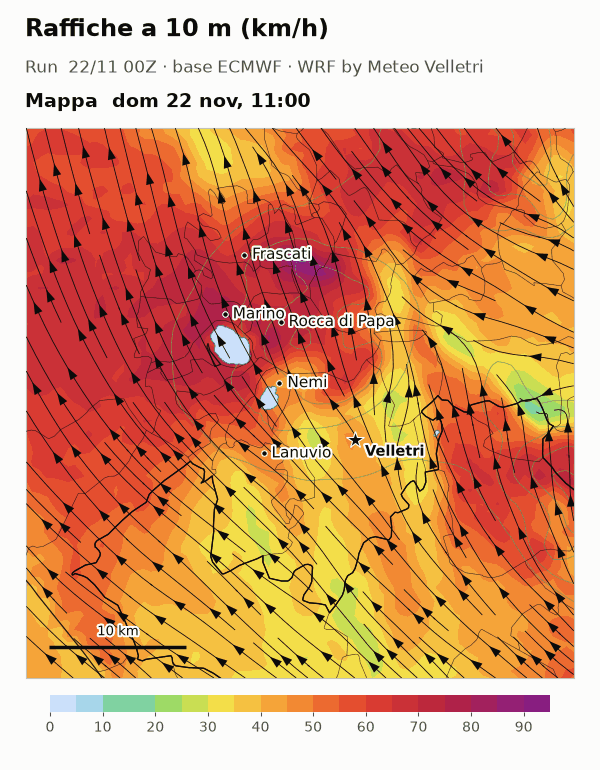 Raffiche a 10 m (km/h)
Run 22/11 00Z · base ECMWF · WRF by Meteo Velletri
Mappa dom 22 nov, 11:00
Frascati
Marino
Rocca di Papa
Nemi
Velletri
Lanuvio
10 km
0 10 20 30 40 50 60 70 80 90